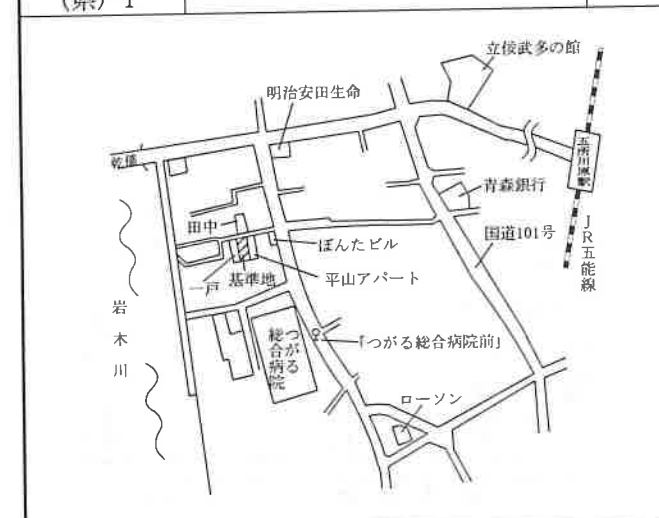 (県) 1
立佞武多の館
明治安田生命
乾橋
五所川原駅
青森銀行
田中
ぽんたビル
国道101号
JR五能線
一戸
基準地
平山アパート
岩木川
つがる
総合病院
「つがる総合病院前」
ローソン